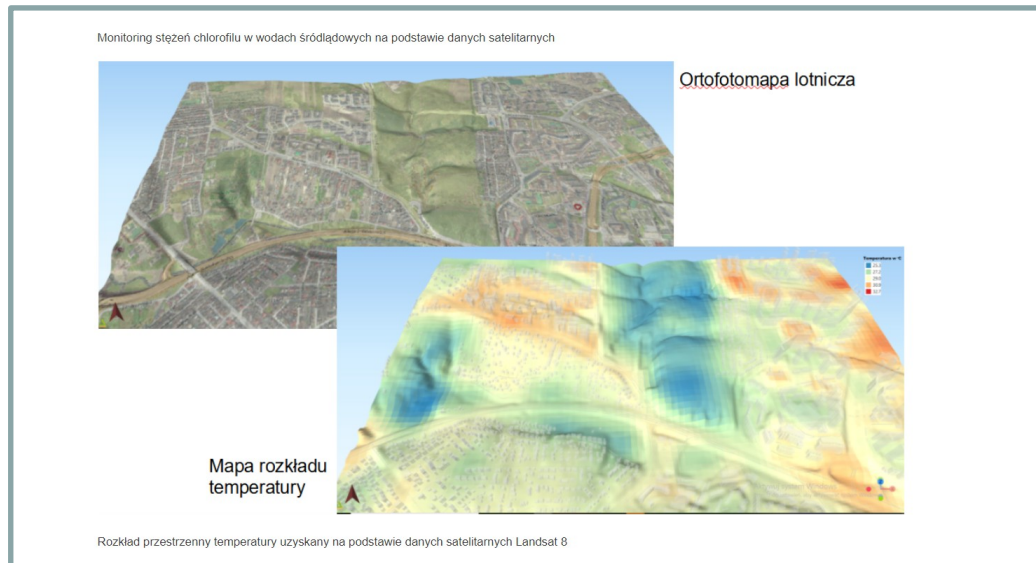 Monitoring stężeń chlorofilu w wodach śródlądowych na podstawie danych satelitarnych
Ortofotomapa lotnicza
Temperatura w °C
Mapa rozkładu
temperatury
Rozkład przestrzenny temperatury uzyskany na podstawie danych satelitarnych Landsat 8